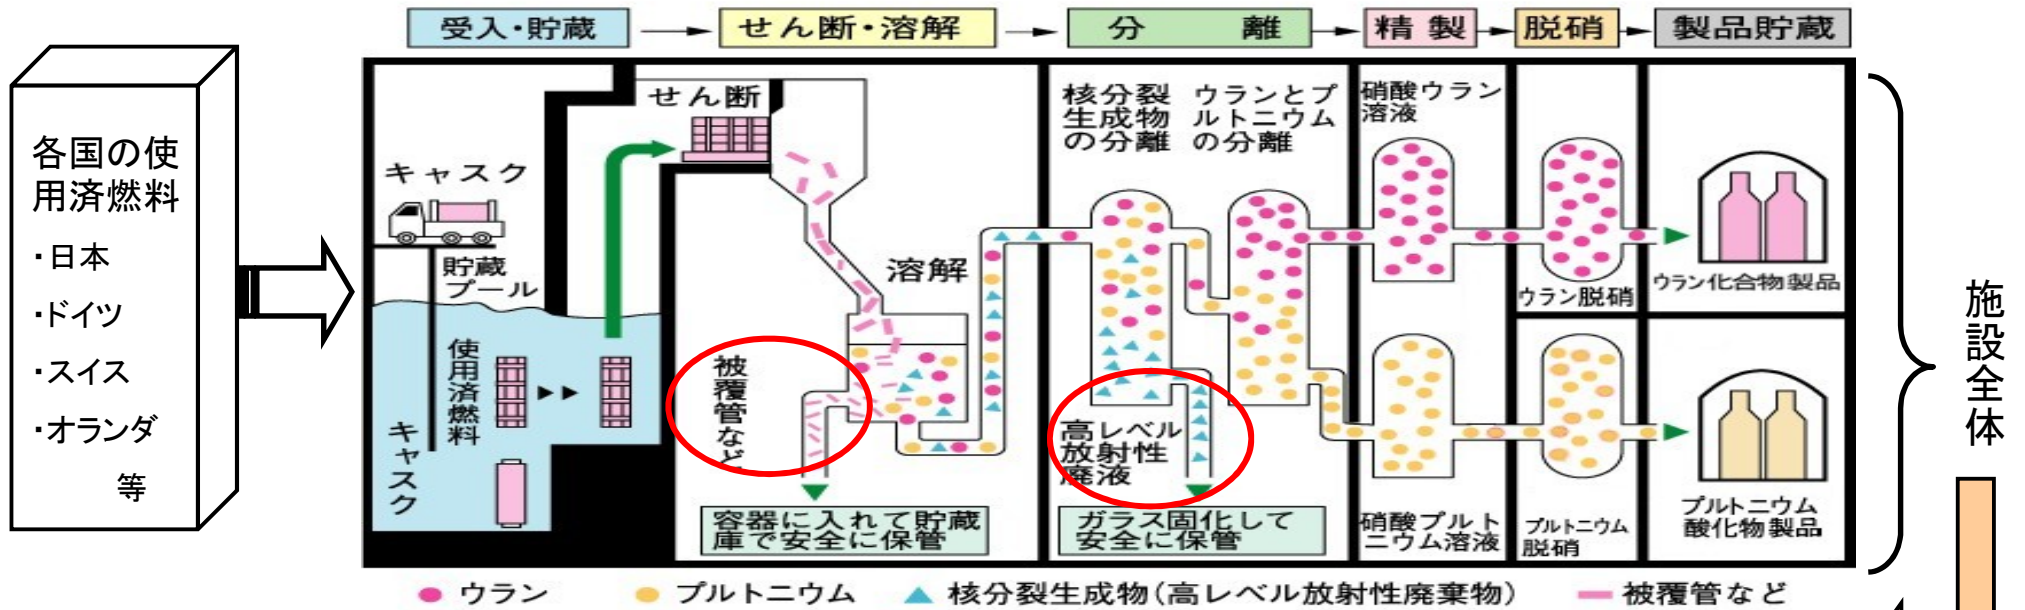 受入・貯蔵
せん断・溶解
分離
精製
脱硝
製品貯蔵
各国の使
用済燃料
・日本
・ドイツ
・スイス
・オランダ
等
キャスク
貯蔵
プール
使用済燃料
キャスク
せん断
溶解
被覆管など
容器に入れて貯蔵
庫で安全に保管
核分裂
生成物
の分離
ウランとプ
ルトニウム
の分離
高レベル
放射性
廃液
ガラス固化して
安全に保管
硝酸ウラン
溶液
硝酸プルト
ニウム溶液
ウラン脱硝
プルトニウム
脱硝
ウラン化合物製品
プルトニウム
酸化物製品
施設全体
ウラン
プルトニウム
核分裂生成物(高レベル放射性廃棄物)
被覆管など